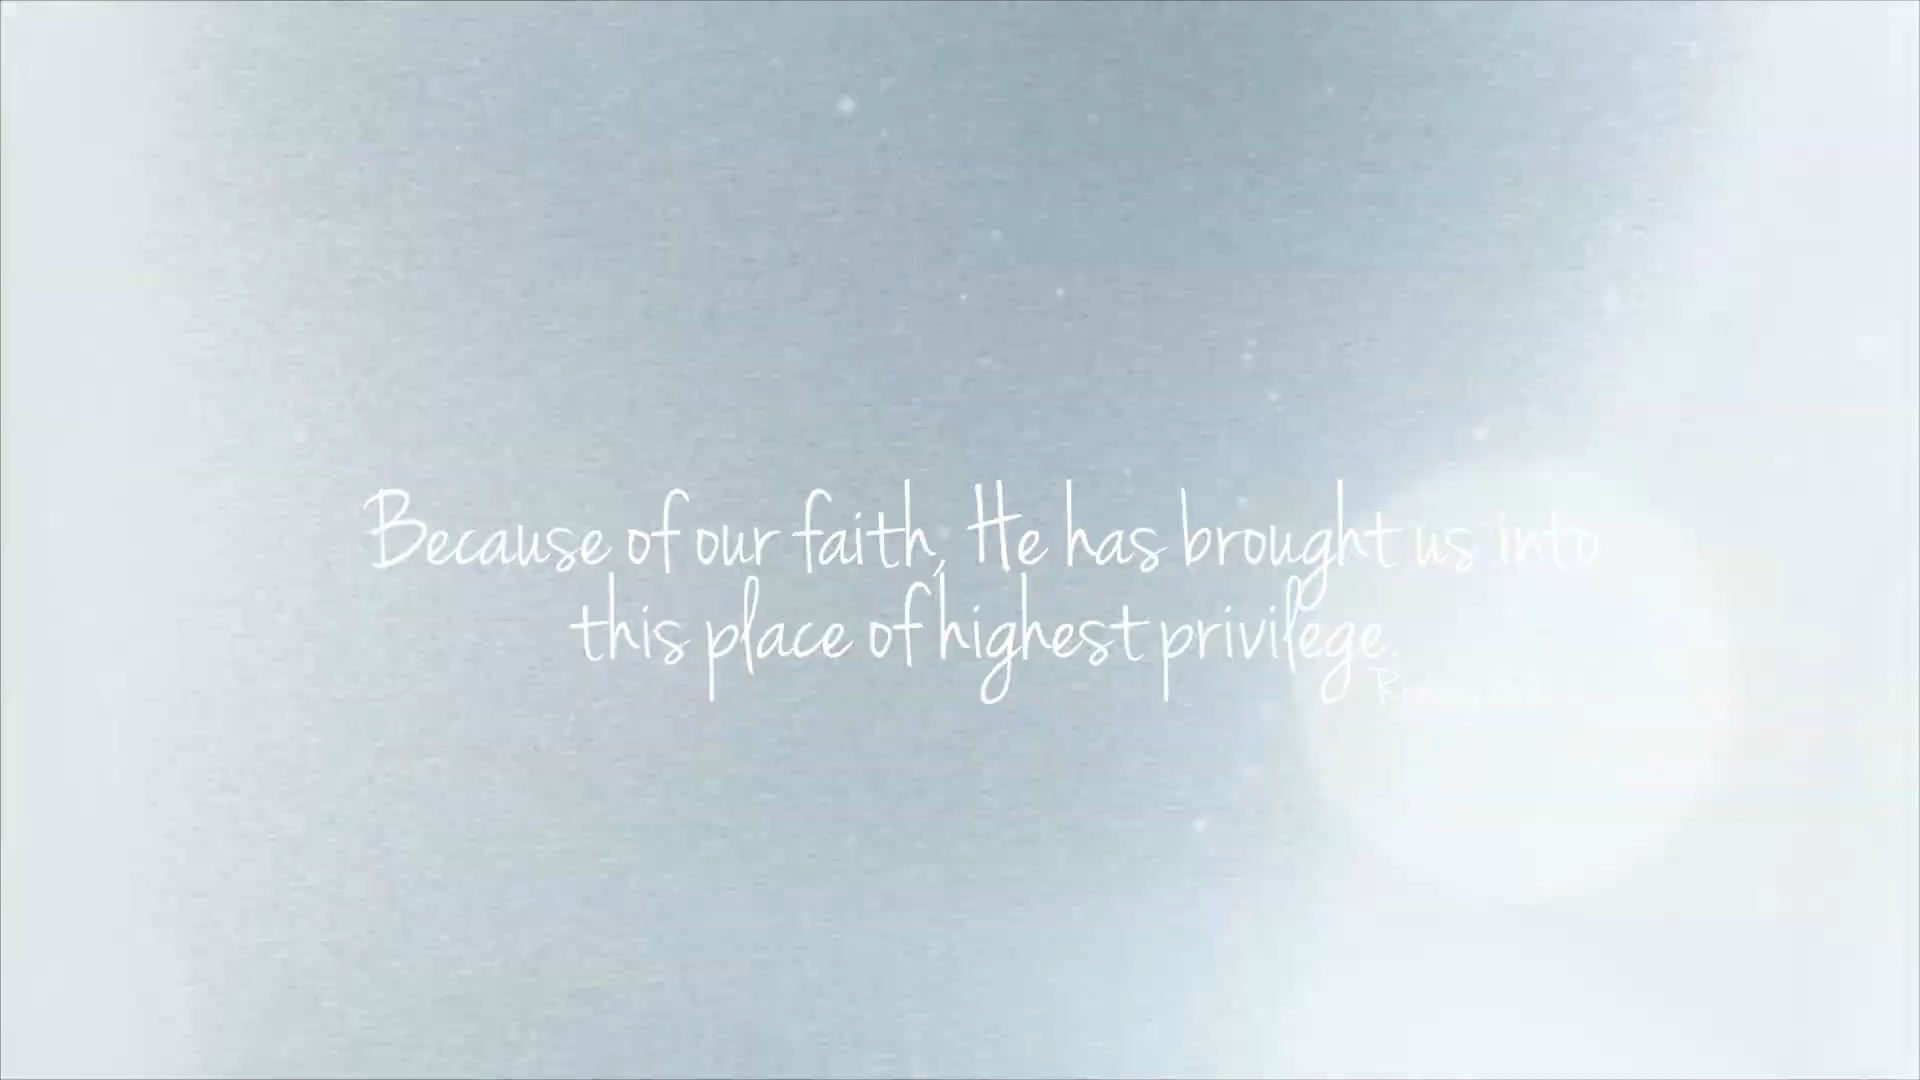 Because of our faith, He has brought us into
this place of highest privilege.